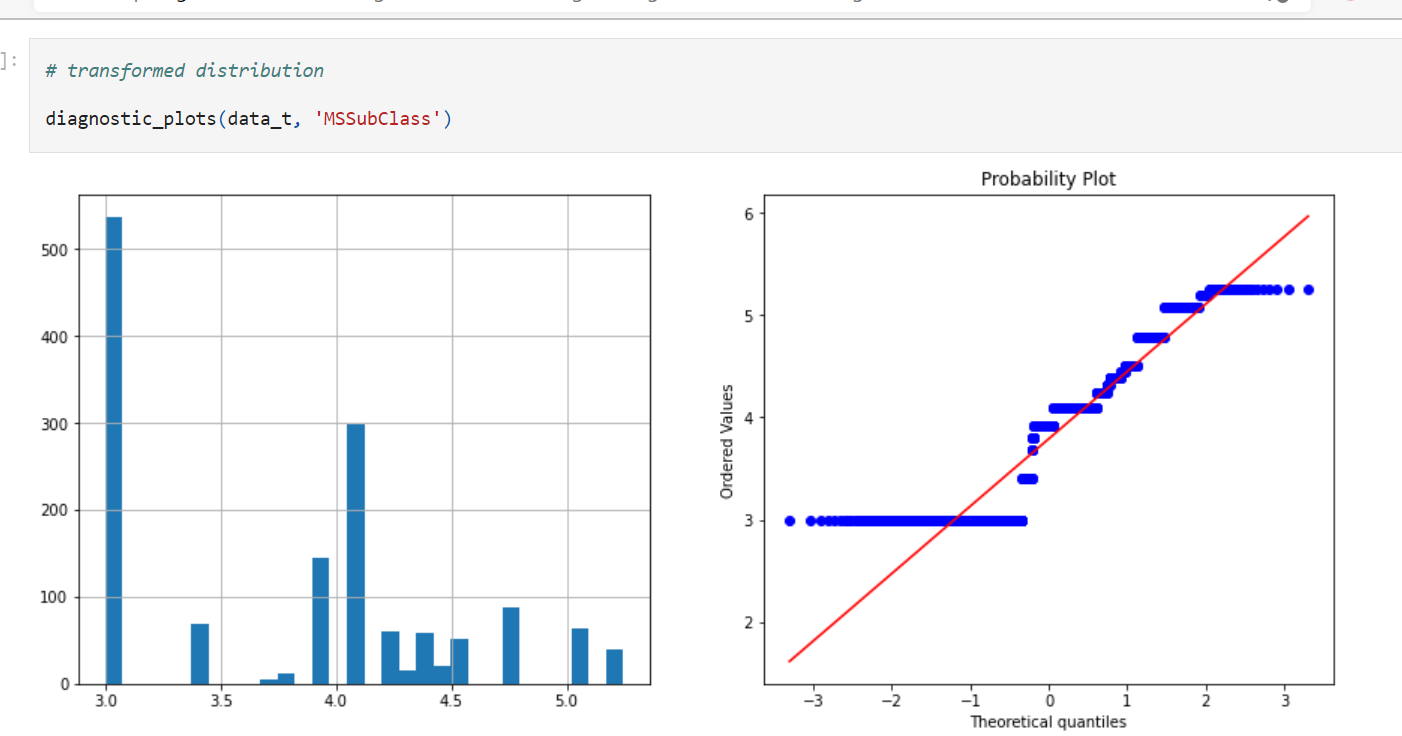 ]:
# transformed distribution
diagnostic_plots(data_t, 'MSSubClass')
Probability Plot
500
400
300
200
100
0
3.0 3.5 4.0 4.5 5.0
Ordered Values
6
5
4
3
2
−3 −2 −1 0 1 2 3
Theoretical quantiles